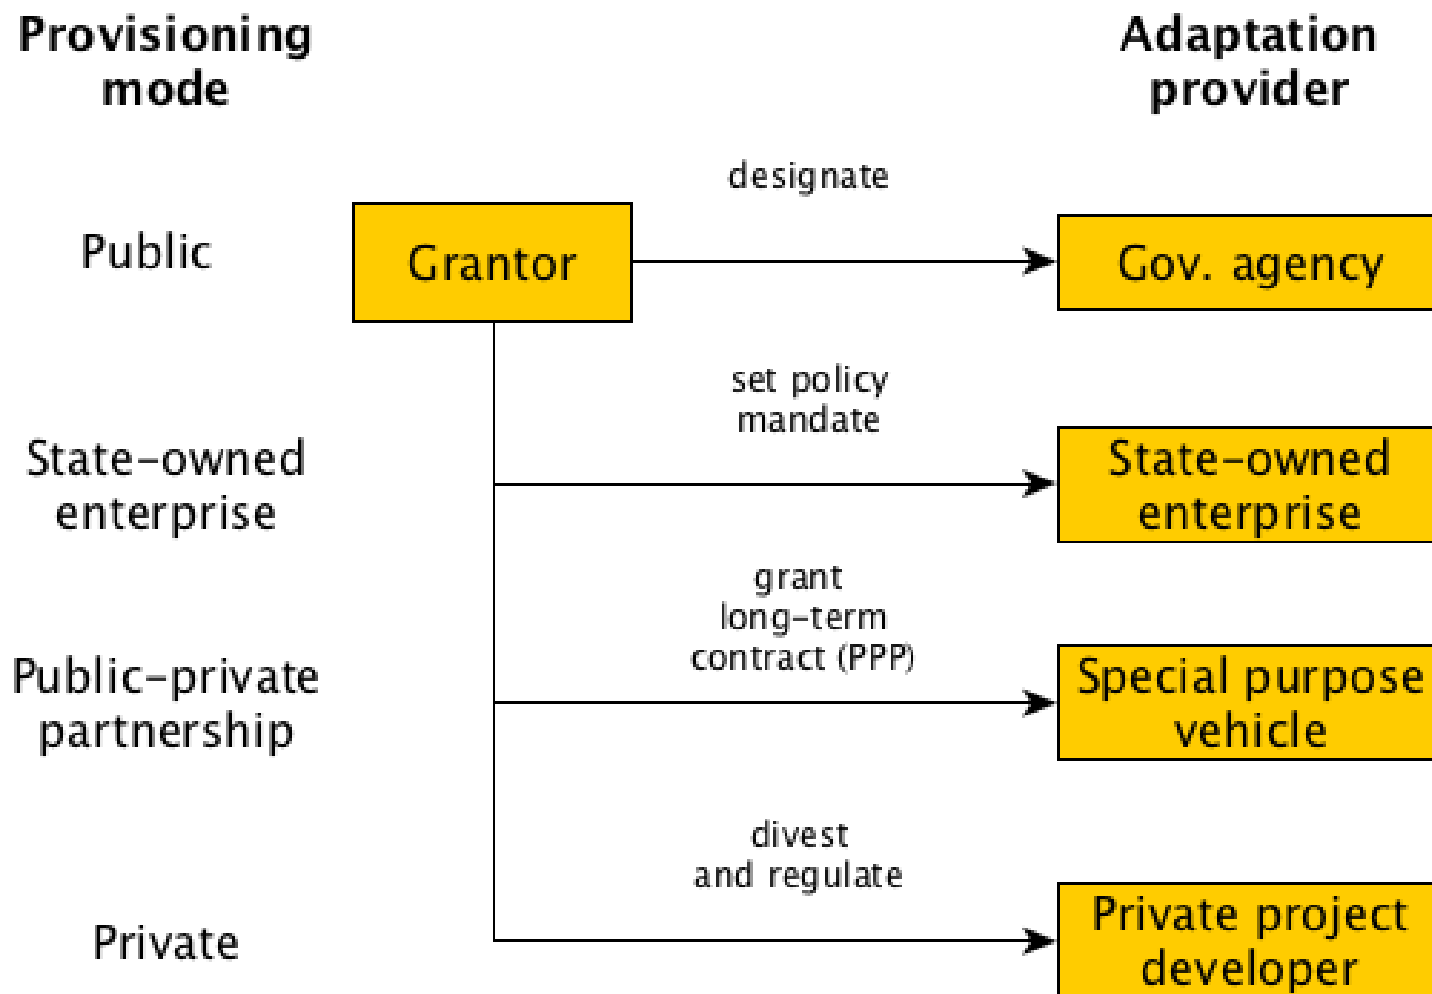 Provisioning
mode
Adaptation
provider
designate
Public
Grantor
Gov. agency
set policy
mandate
State-owned
enterprise
State-owned
enterprise
grant
long-term
contract (PPP)
Public-private
partnership
Special purpose
vehicle
divest
and regulate
Private
Private project
developer